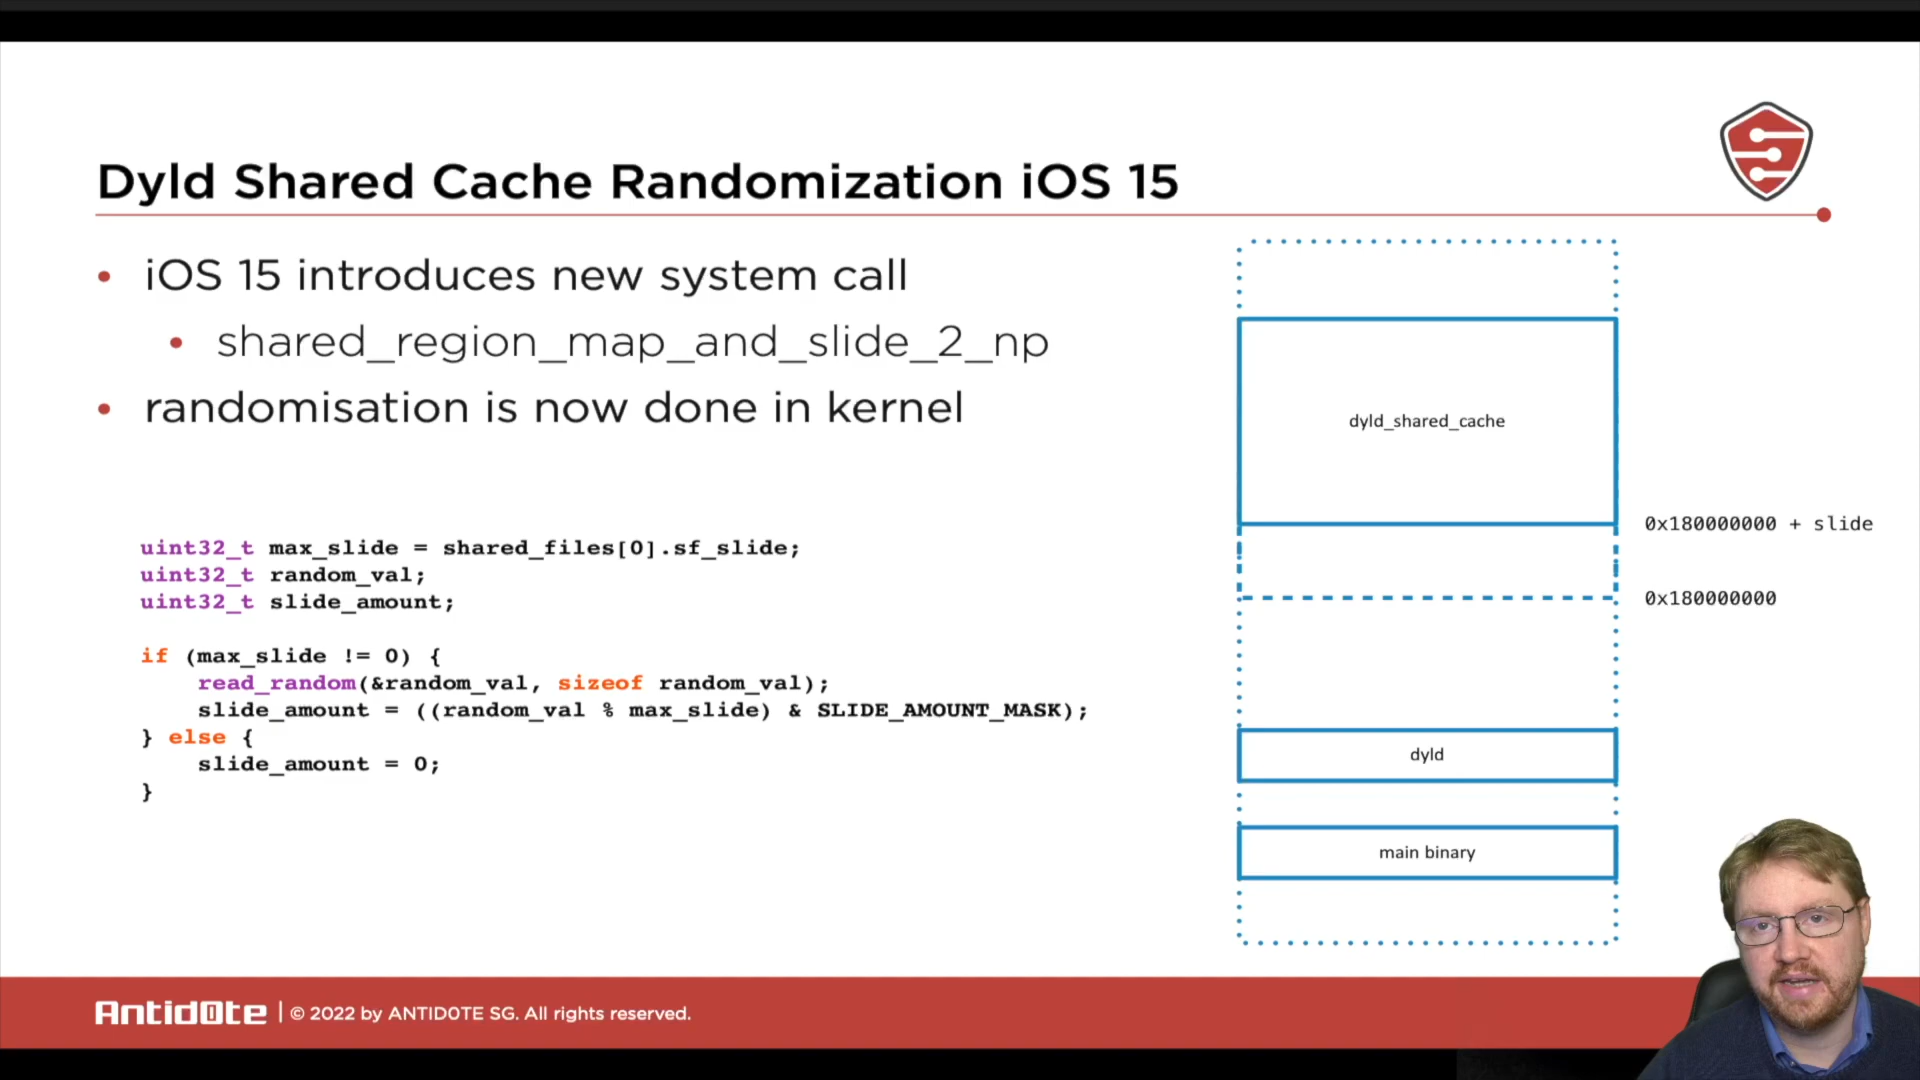 Dyld Shared Cache Randomization iOS 15
• iOS 15 introduces new system call
• shared_region_map_and_slide_2_np
• randomisation is now done in kernel
uint32_t max_slide = shared_files[0].sf_slide;
uint32_t random_val;
uint32_t slide_amount;
if (max_slide != 0) {
    read_random(&random_val, sizeof random_val);
    slide_amount = ((random_val % max_slide) & SLIDE_AMOUNT_MASK);
} else {
    slide_amount = 0;
}
dyld_shared_cache
0x180000000 + slide
0x180000000
dyld
main binary
Antid0te | © 2022 by ANTID0TE SG. All rights reserved.